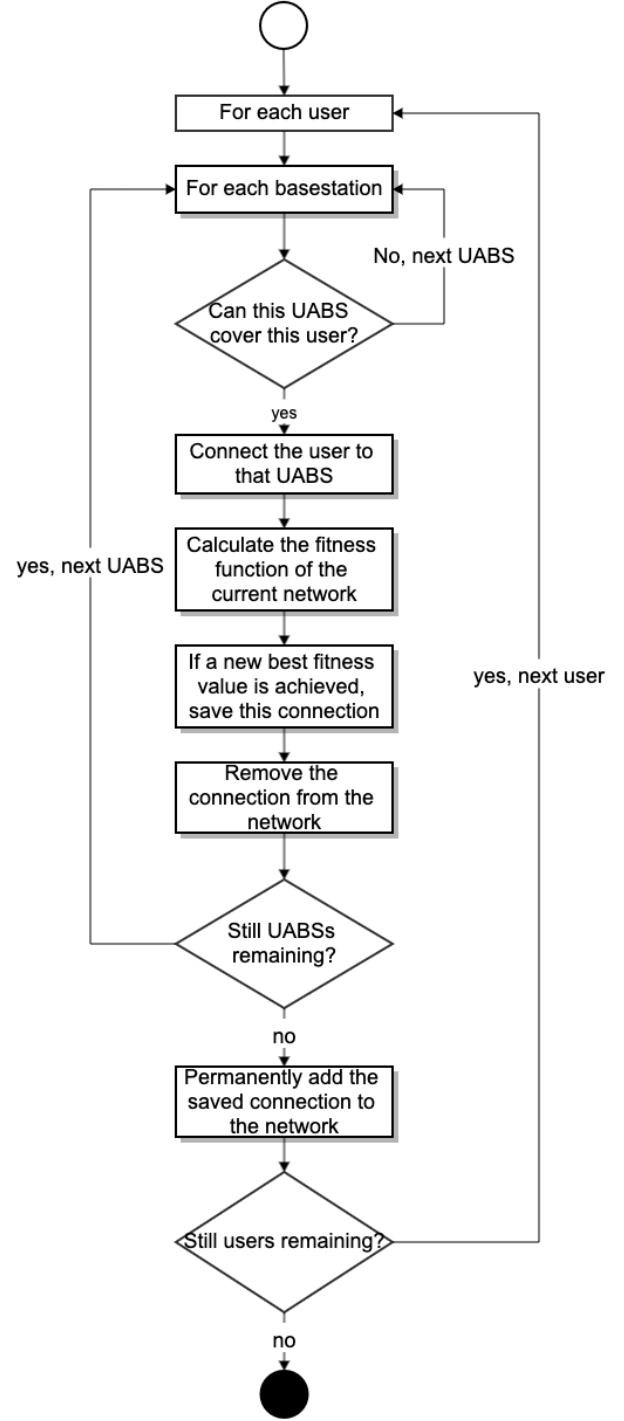 For each user
For each basestation
No, next UABS
Can this UABS
cover this user?
yes
Connect the user to
that UABS
Calculate the fitness
function of the
current network
yes, next UABS
If a new best fitness
value is achieved,
save this connection
yes, next user
Remove the
connection from the
network
Still UABSs
remaining?
no
Permanently add the
saved connection to
the network
Still users remaining?
no